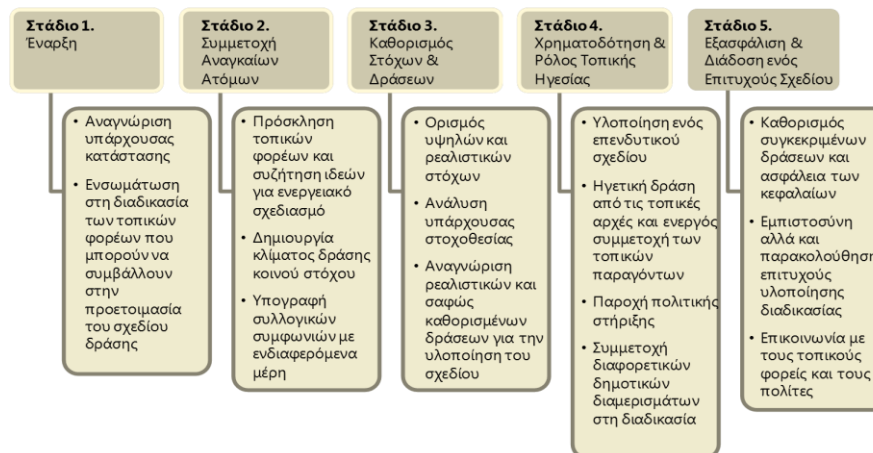 Στάδιο 1.
Έναρξη
Στάδιο 2.
Συμμετοχή
Αναγκαίων
Ατόμων
Στάδιο 3.
Καθορισμός
Στόχων &
Δράσεων
Στάδιο 4.
Χρηματοδότηση &
Ρόλος Τοπικής
Ηγεσίας
Στάδιο 5.
Εξασφάλιση &
Διάδοση ενός
Επιτυχούς Σχεδίου
• Αναγνώριση
υπάρχουσας
κατάστασης
• Ενσωμάτωση
στη διαδικασία
των τοπικών
φορέων που
μπορούν να
συμβάλλουν
στην
προετοιμασία
του σχεδίου
δράσης
• Πρόσκληση
τοπικών
φορέων και
συζήτηση ιδεών
για ενεργειακό
σχεδιασμό
• Δημιουργία
κλίματος δράσης
κοινού στόχου
• Υπογραφή
συλλογικών
συμφωνιών με
ενδιαφερόμενα
μέρη
• Ορισμός
υψηλών και
ρεαλιστικών
στόχων
• Ανάλυση
υπάρχουσας
στοχοθεσίας
• Αναγνώριση
ρεαλιστικών και
σαφώς
καθορισμένων
δράσεων για την
υλοποίηση του
σχεδίου
• Υλοποίηση ενός
επενδυτικού
σχεδίου
• Ηγετική δράση
από τις τοπικές
αρχές και ενεργός
συμμετοχή των
τοπικών
παραγόντων
• Παροχή πολιτικής
στήριξης
• Συμμετοχή
διαφορετικών
δημοτικών
διαμερισμάτων
στη διαδικασία
• Καθορισμός
συγκεκριμένων
δράσεων και
ασφάλεια των
κεφαλαίων
• Εμπιστοσύνη
αλλά και
παρακολούθηση
επιτυχούς
υλοποίησης
διαδικασίας
• Επικοινωνία με
τους τοπικούς
φορείς και τους
πολίτες